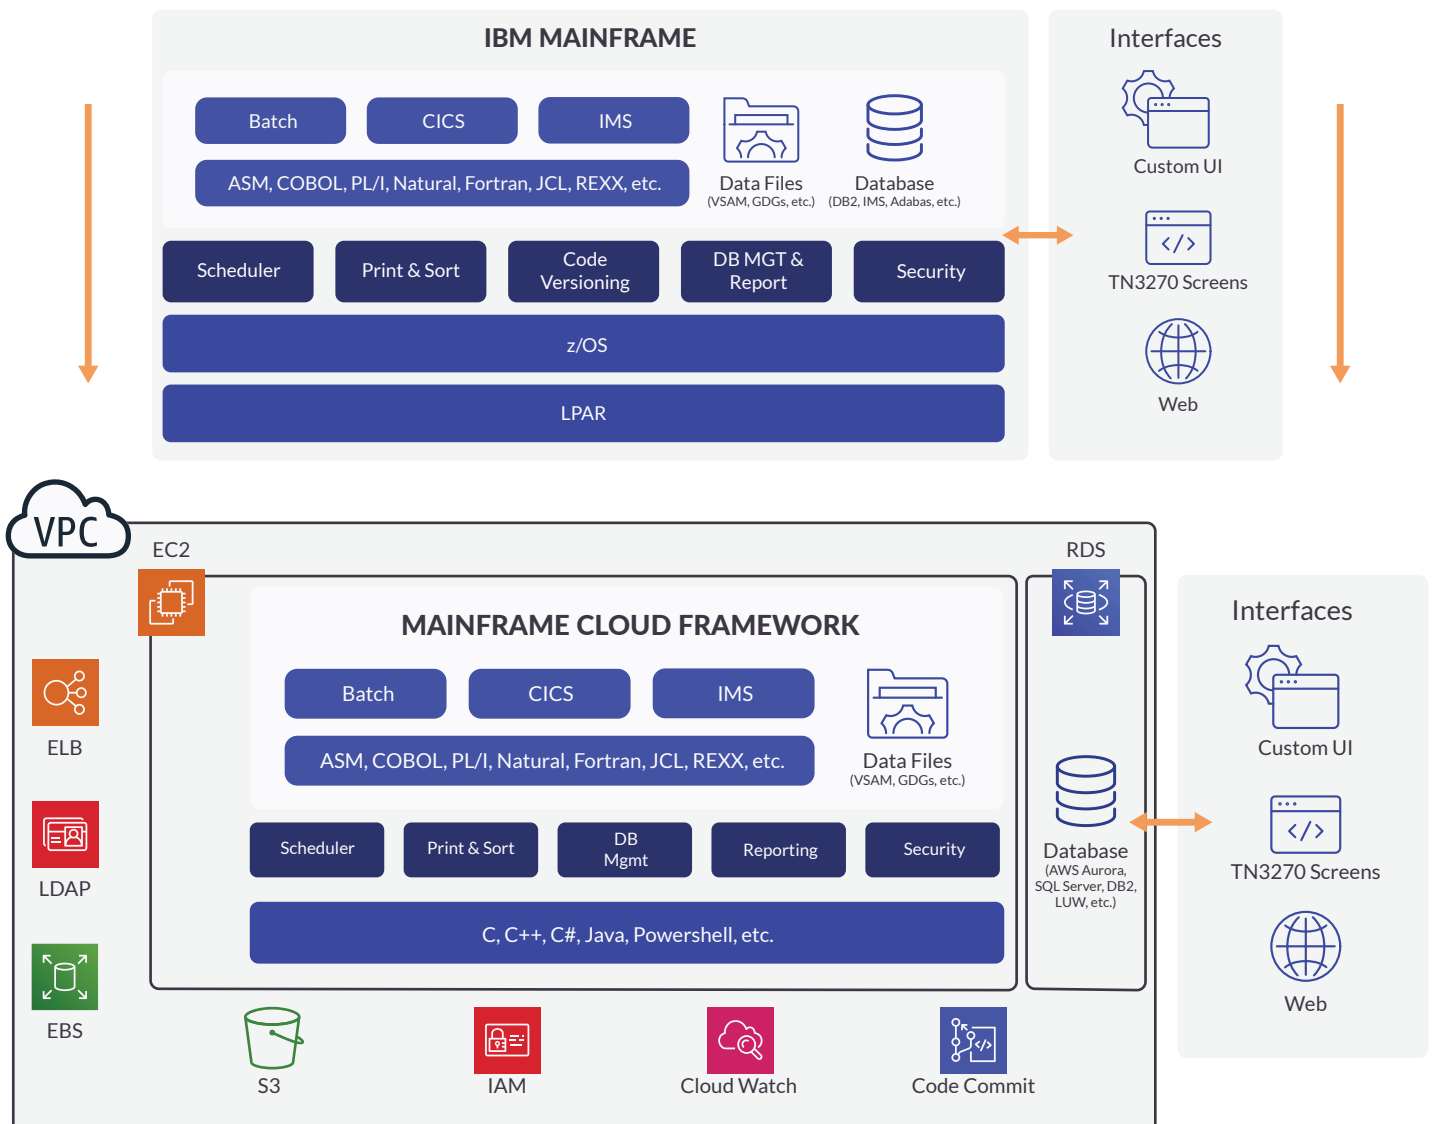 IBM MAINFRAME
Batch
CICS
IMS
ASM, COBOL, PL/I, Natural, Fortran, JCL, REXX, etc.
Data Files
(VSAM, GDGs, etc.)
Database
(DB2, IMS, Adabas, etc.)
Scheduler
Print & Sort
Code
Versioning
DB MGT &
Report
Security
z/OS
LPAR
Interfaces
Custom UI
</>
TN3270 Screens
Web
VPC
EC2
RDS
MAINFRAME CLOUD FRAMEWORK
Batch
CICS
IMS
ASM, COBOL, PL/I, Natural, Fortran, JCL, REXX, etc.
Data Files
(VSAM, GDGs, etc.)
Scheduler
Print & Sort
DB
Mgmt
Reporting
Security
C, C++, C#, Java, Powershell, etc.
Database
(AWS Aurora,
SQL Server, DB2,
LUW, etc.)
ELB
LDAP
EBS
S3
IAM
Cloud Watch
</>
Code Commit
Interfaces
Custom UI
</>
TN3270 Screens
Web